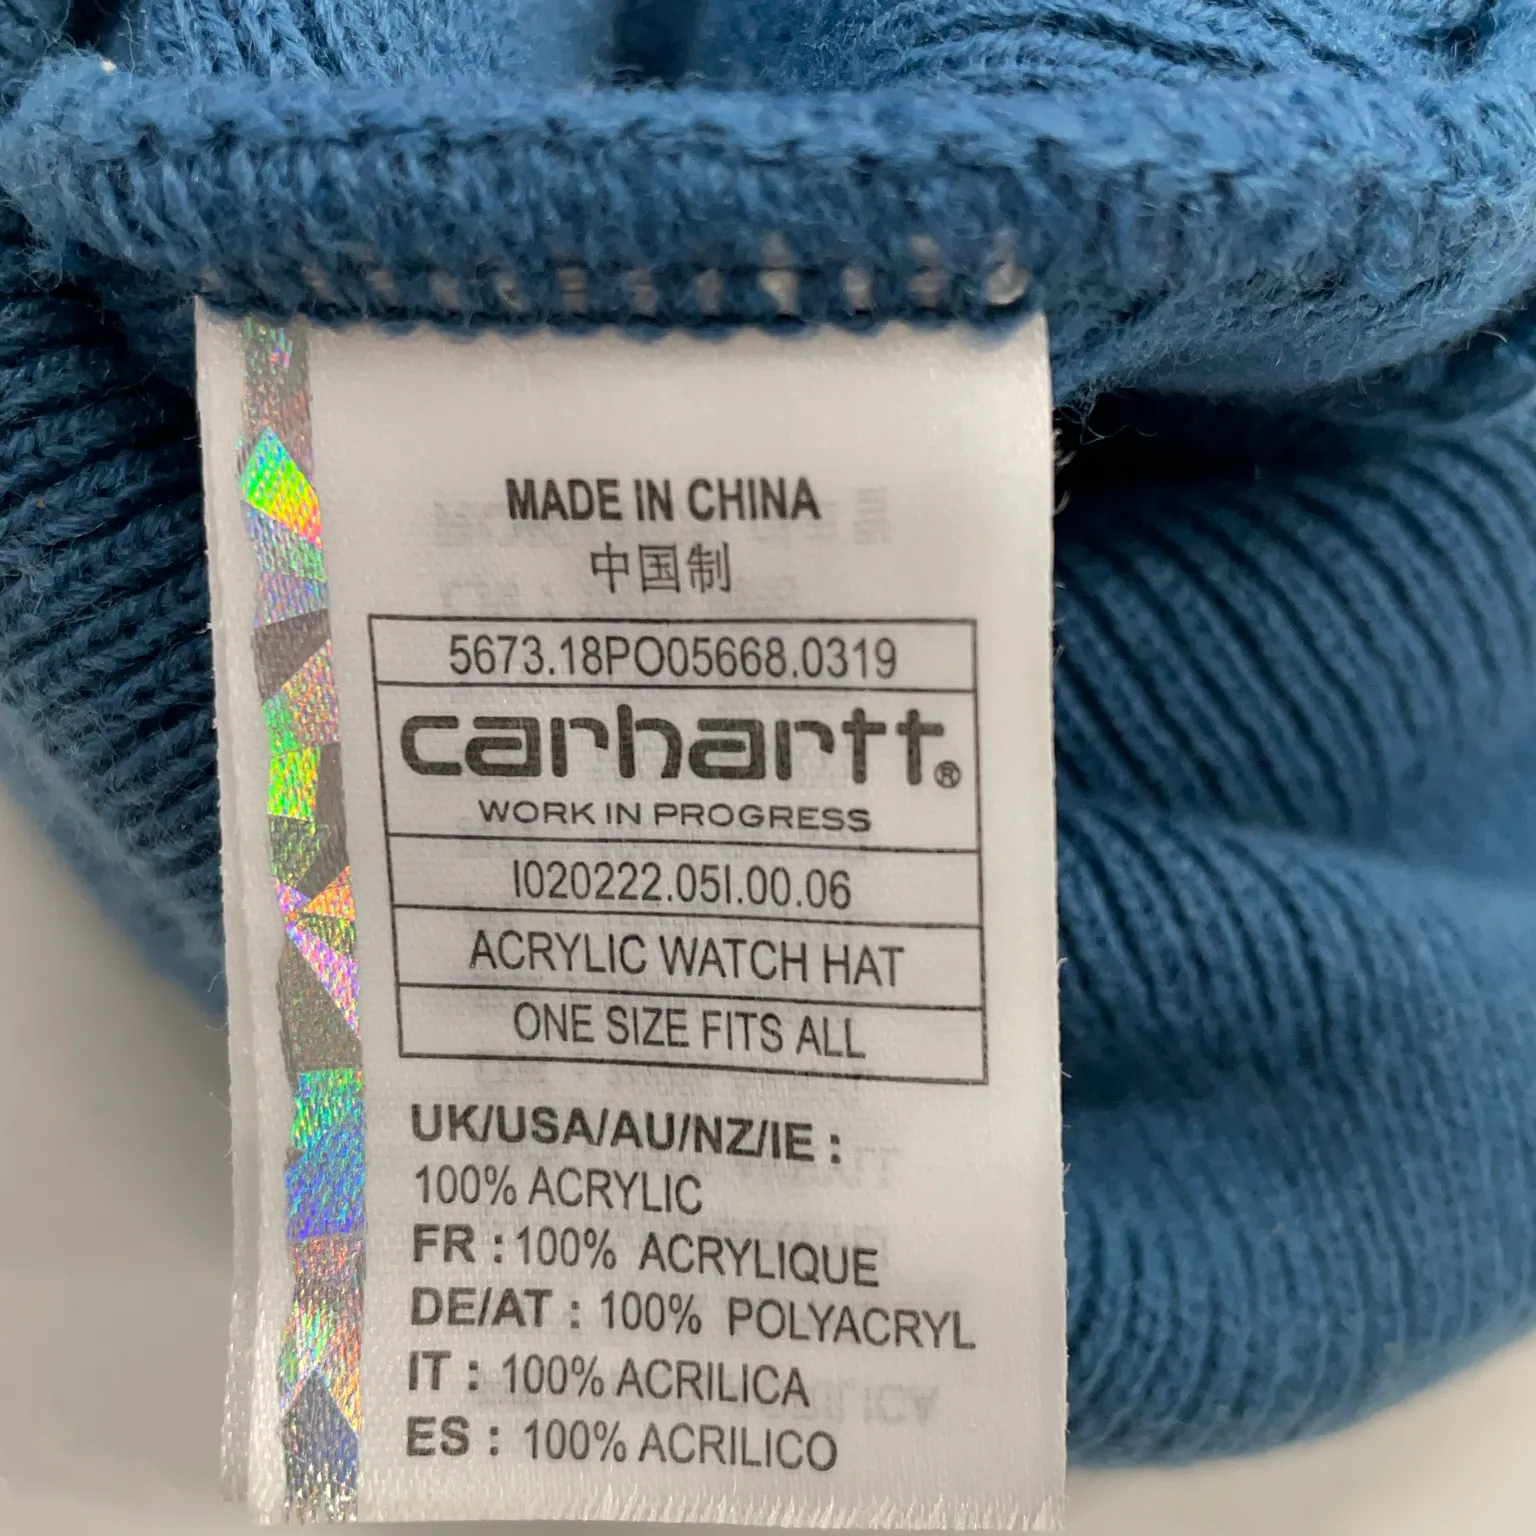 MADE IN CHINA
中国制
5673.18PO05668.0319
carhartt®
WORK IN PROGRESS
I020222.05I.00.06
ACRYLIC WATCH HAT
ONE SIZE FITS ALL
UK/USA/AU/NZ/IE :
100% ACRYLIC
FR : 100% ACRYLIQUE
DE/AT : 100% POLYACRYL
IT : 100% ACRILICA
ES : 100% ACRILICO